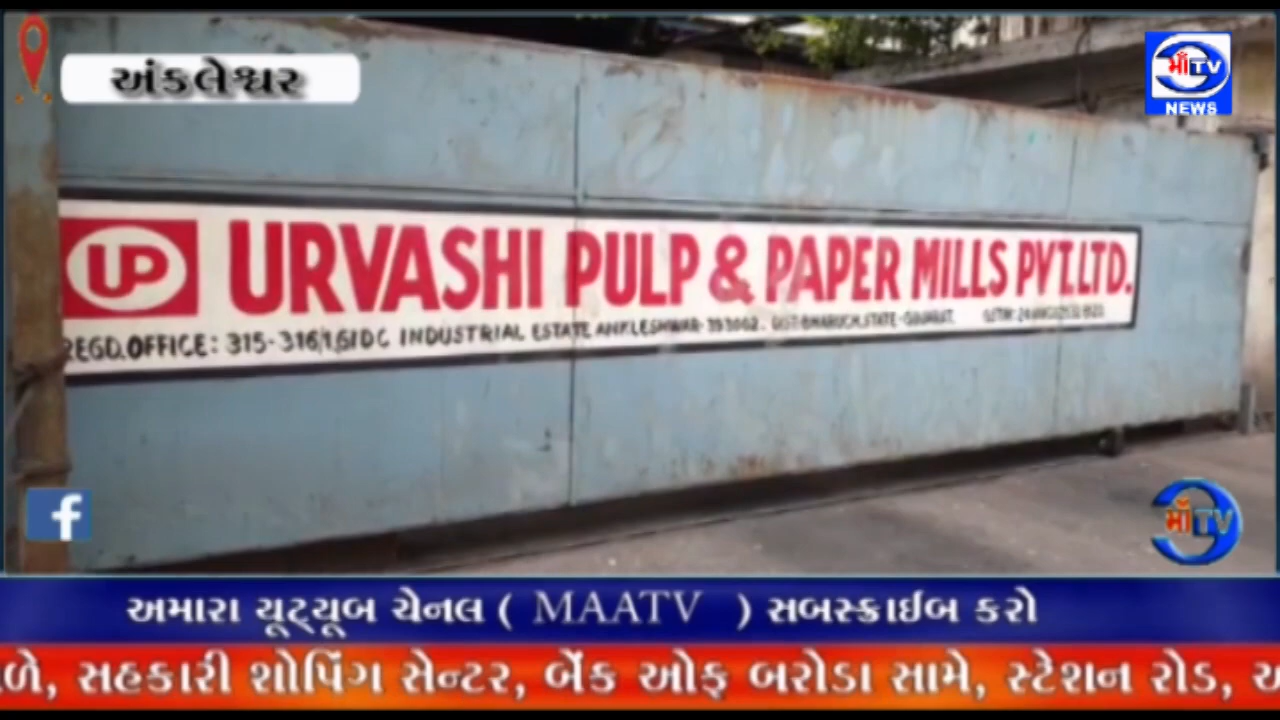 અંકલેશ્વર
માઁ TV
NEWS
UP
URVASHI PULP & PAPER MILLS PVT.LTD.
REGD.OFFICE: 315-316/1,GIDC INDUSTRIAL ESTATE ANKLESHWAR- 393002. DIST-BHARUCH,STATE-GUJARAT.
f
માઁ TV
અમારા યૂટ્યૂબ ચેનલ ( MAATV ) સબસ્ક્રાઈબ કરો
સહકારી શોપિંગ સેન્ટર, બેંક ઓફ બરોડા સામે, સ્ટેશન રોડ,